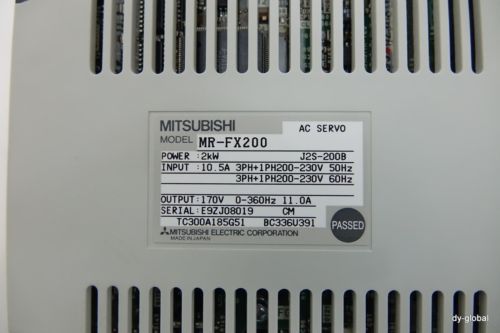 MITSUBISHI AC SERVO
MODEL MR-FX200
POWER :2kW J2S-200B
INPUT :10.5A 3PH+1PH200-230V 50Hz
3PH+1PH200-230V 60Hz
OUTPUT:170V 0-360Hz 11.0A
SERIAL:E9ZJ08019 CM
TC300A185G51 BC336U391
MITSUBISHI ELECTRIC CORPORATION
MADE IN JAPAN
PASSED
dy-global